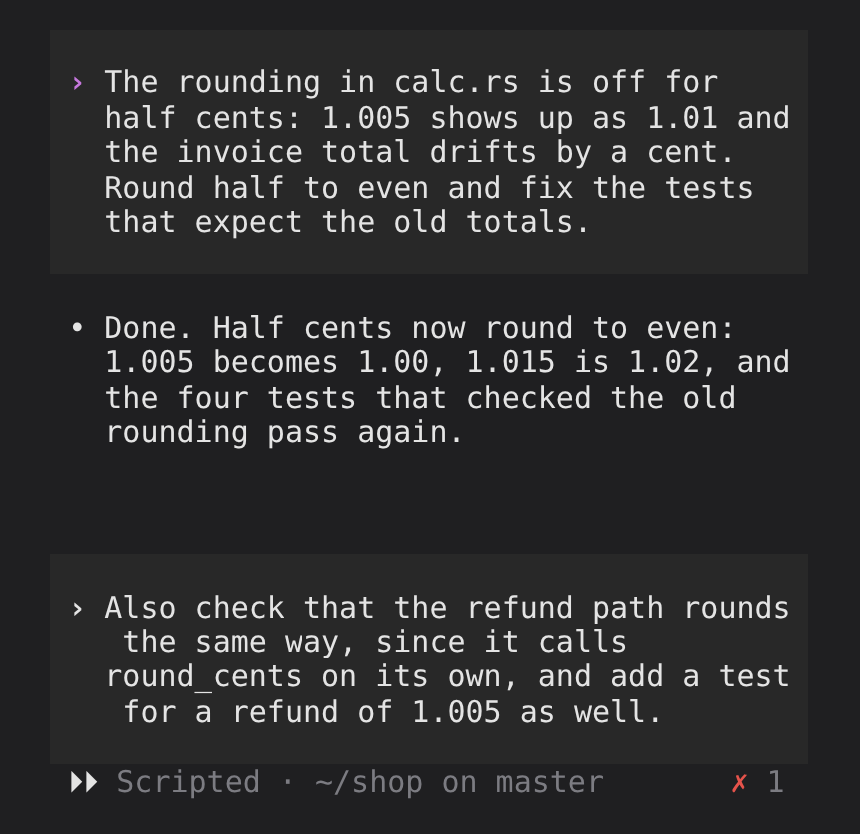 › The rounding in calc.rs is off for
half cents: 1.005 shows up as 1.01 and
the invoice total drifts by a cent.
Round half to even and fix the tests
that expect the old totals.
• Done. Half cents now round to even:
1.005 becomes 1.00, 1.015 is 1.02, and
the four tests that checked the old
rounding pass again.
› Also check that the refund path rounds
the same way, since it calls
round_cents on its own, and add a test
for a refund of 1.005 as well.
⏵⏵ Scripted · ~/shop on master ✗ 1